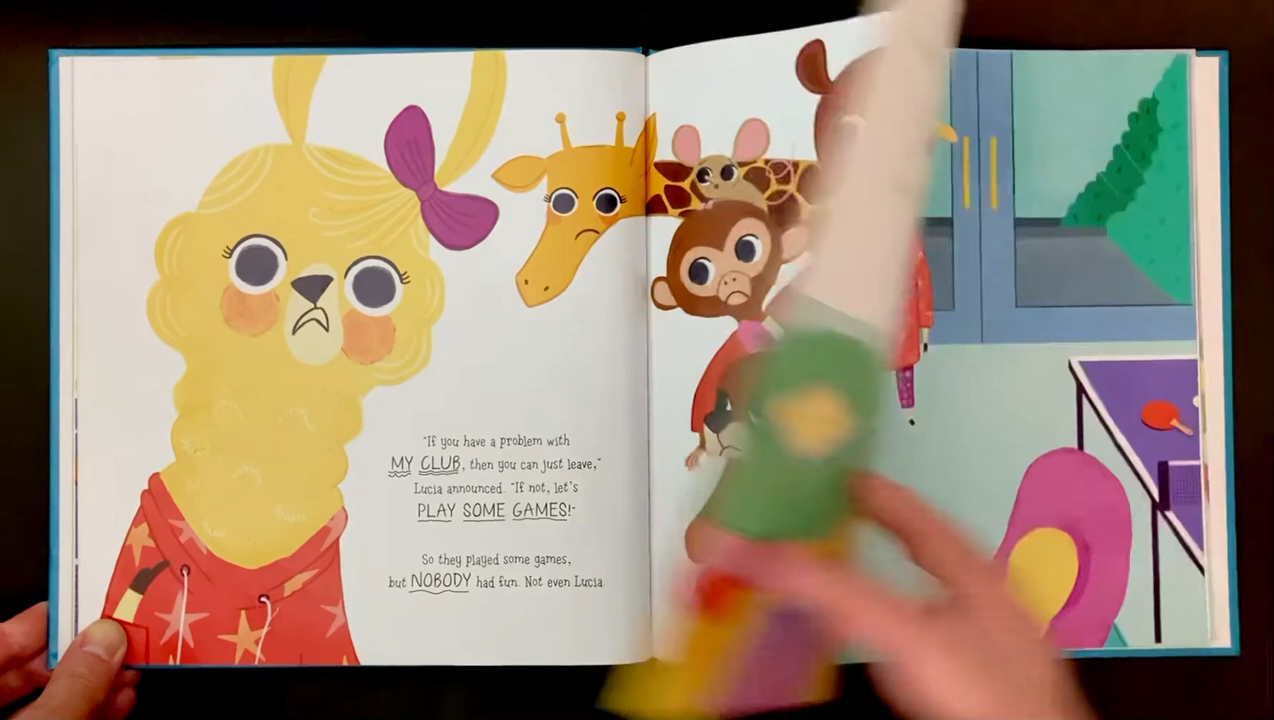 "If you have a problem with
MY CLUB, then you can just leave,"
Lucia announced. "If not, let's
PLAY SOME GAMES!"
So they played some games,
but NOBODY had fun. Not even Lucia.